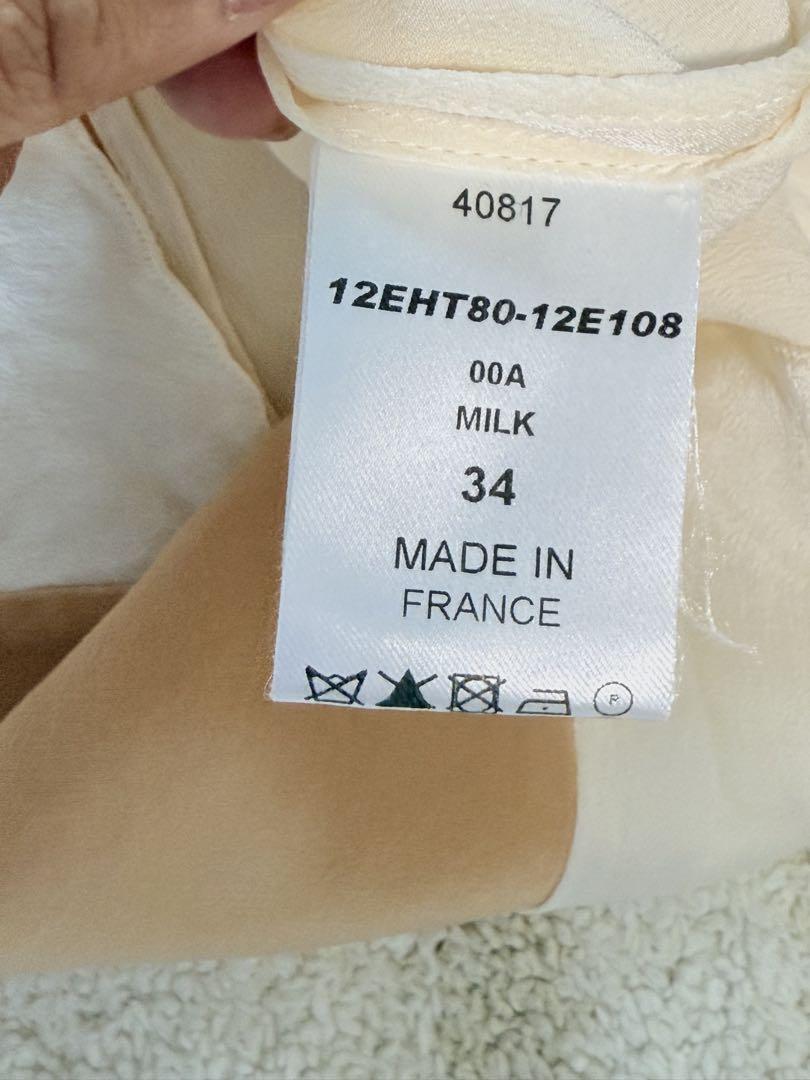 40817
12EHT80-12E108
00A
MILK
34
MADE IN
FRANCE
P